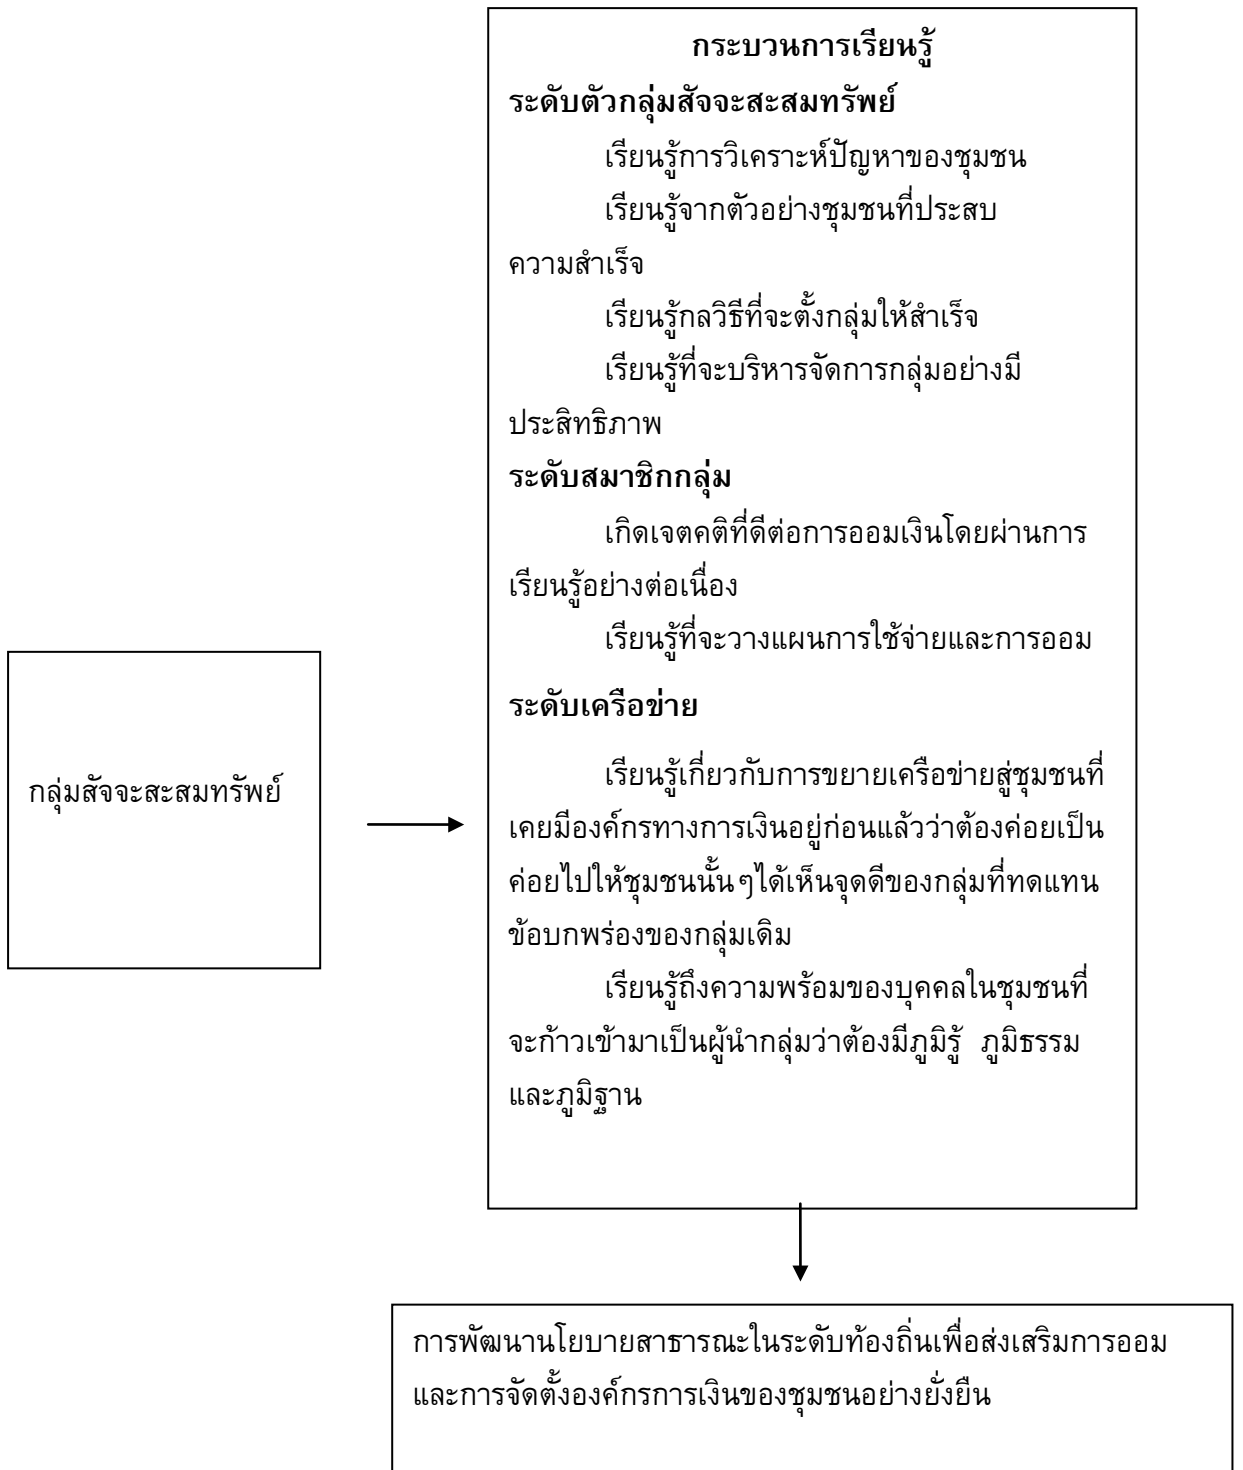 กระบวนการเรียนรู้
ระดับตัวกลุ่มสัจจะสะสมทรัพย์
เรียนรู้การวิเคราะห์ปัญหาของชุมชน
เรียนรู้จากตัวอย่างชุมชนที่ประสบ
ความสำเร็จ
เรียนรู้กลวิธีที่จะตั้งกลุ่มให้สำเร็จ
เรียนรู้ที่จะบริหารจัดการกลุ่มอย่างมี
ประสิทธิภาพ
ระดับสมาชิกกลุ่ม
เกิดเจตคติที่ดีต่อการออมเงินโดยผ่านการ
เรียนรู้อย่างต่อเนื่อง
เรียนรู้ที่จะวางแผนการใช้จ่ายและการออม
ระดับเครือข่าย
เรียนรู้เกี่ยวกับการขยายเครือข่ายสู่ชุมชนที่
เคยมีองค์กรทางการเงินอยู่ก่อนแล้วว่าต้องค่อยเป็น
ค่อยไปให้ชุมชนนั้นๆได้เห็นจุดดีของกลุ่มที่ทดแทน
ข้อบกพร่องของกลุ่มเดิม
เรียนรู้ถึงความพร้อมของบุคคลในชุมชนที่
จะก้าวเข้ามาเป็นผู้นำกลุ่มว่าต้องมีภูมิรู้ ภูมิธรรม
และภูมิฐาน
กลุ่มสัจจะสะสมทรัพย์
การพัฒนานโยบายสาธารณะในระดับท้องถิ่นเพื่อส่งเสริมการออม
และการจัดตั้งองค์กรการเงินของชุมชนอย่างยั่งยืน